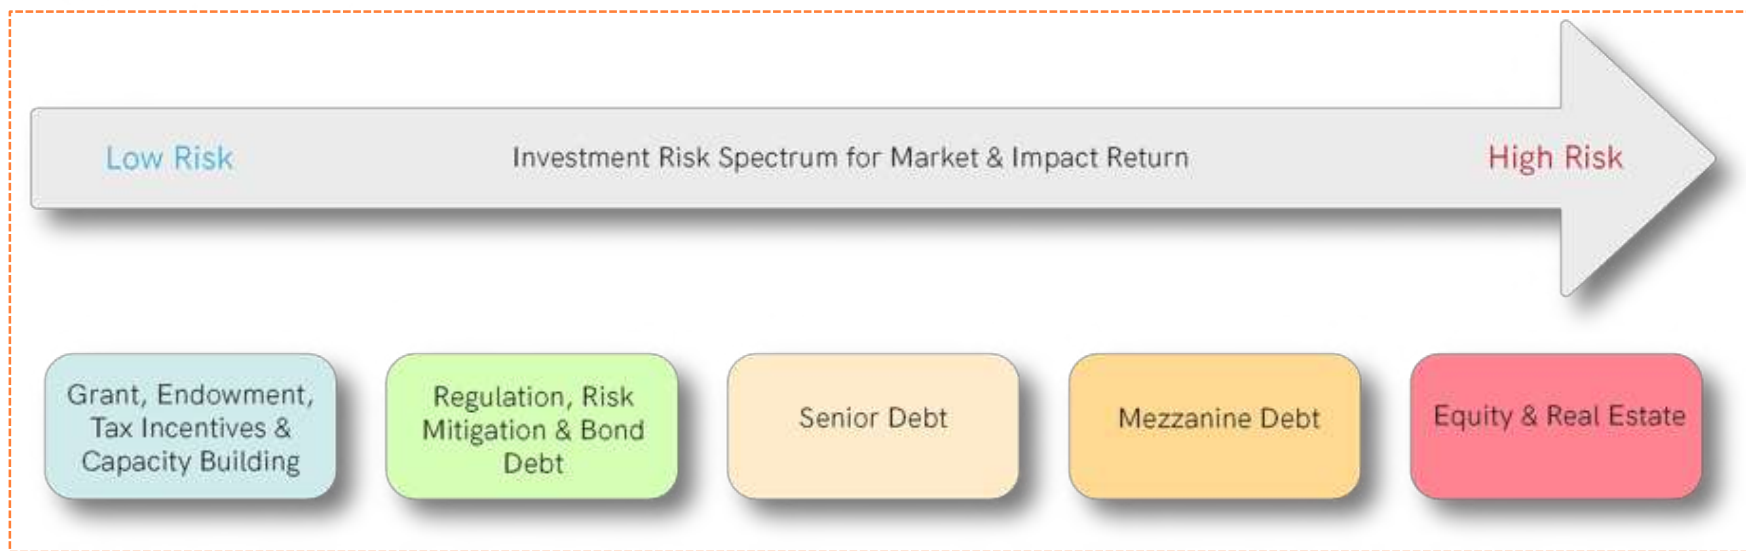 Low Risk
Investment Risk Spectrum for Market & Impact Return
High Risk
Grant, Endowment,
Tax Incentives &
Capacity Building
Regulation, Risk
Mitigation & Bond
Debt
Senior Debt
Mezzanine Debt
Equity & Real Estate